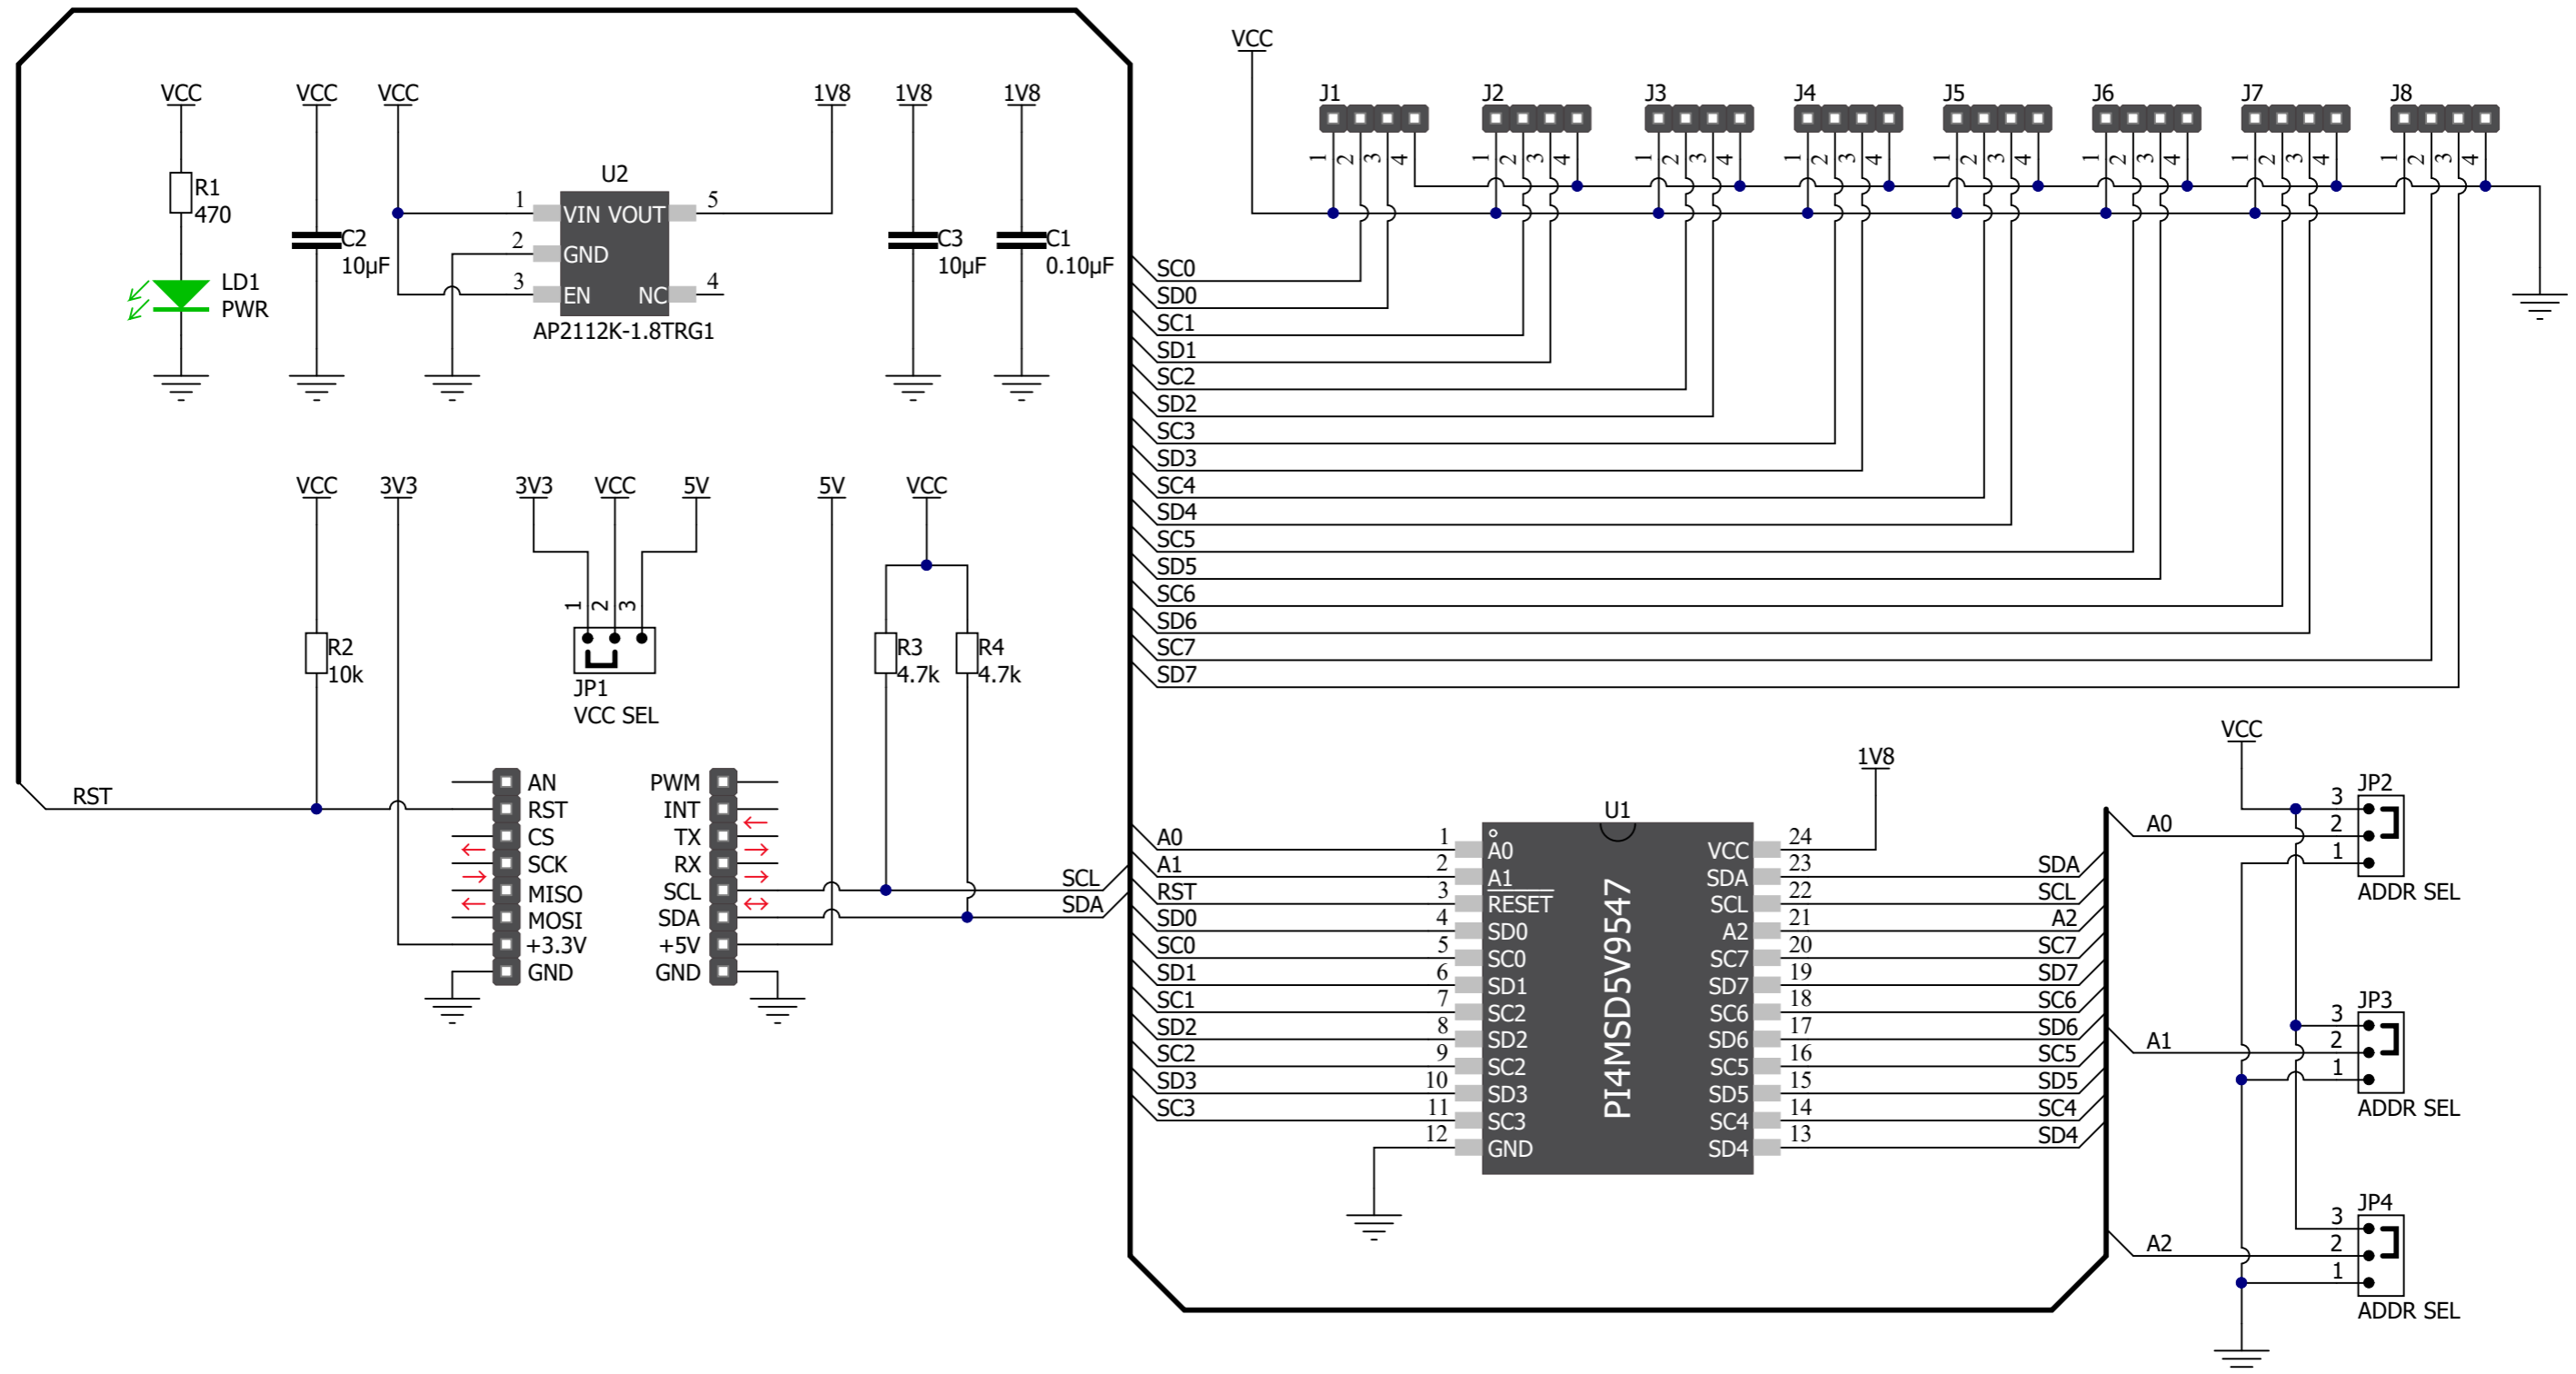 VCC
VCC
VCC
1V8
1V8
1V8
R1
470
LD1
PWR
C2
10µF
U2
1
VIN
VOUT
5
2
GND
3
EN
NC
4
AP2112K-1.8TRG1
C3
10µF
C1
0.10µF
VCC
J1
J2
J3
J4
J5
J6
J7
J8
1 2 3 4
1 2 3 4
1 2 3 4
1 2 3 4
1 2 3 4
1 2 3 4
1 2 3 4
1 2 3 4
SC0
SD0
SC1
SD1
SC2
SD2
SC3
SD3
SC4
SD4
SC5
SD5
SC6
SD6
SC7
SD7
VCC
3V3
3V3
VCC
5V
5V
VCC
R2
10k
1 2 3
JP1
VCC SEL
R3
4.7k
R4
4.7k
RST
AN
RST
CS
SCK
MISO
MOSI
+3.3V
GND
PWM
INT
TX
RX
SCL
SDA
+5V
GND
SCL
SDA
U1
PI4MSD5V9547
1V8
A0 1 A0
A1 2 A1
RST 3 RESET
SD0 4 SD0
SC0 5 SC0
SD1 6 SD1
SC1 7 SC2
SD2 8 SD2
SC2 9 SC2
SD3 10 SD3
SC3 11 SC3
12 GND
VCC 24
SDA 23 SDA
SCL 22 SCL
A2 21 A2
SC7 20 SC7
SD7 19 SD7
SC6 18 SC6
SD6 17 SD6
SC5 16 SC5
SD5 15 SD5
SC4 14 SC4
SD4 13 SD4
VCC
JP2
3
A0 2
1
ADDR SEL
JP3
3
A1 2
1
ADDR SEL
JP4
3
A2 2
1
ADDR SEL